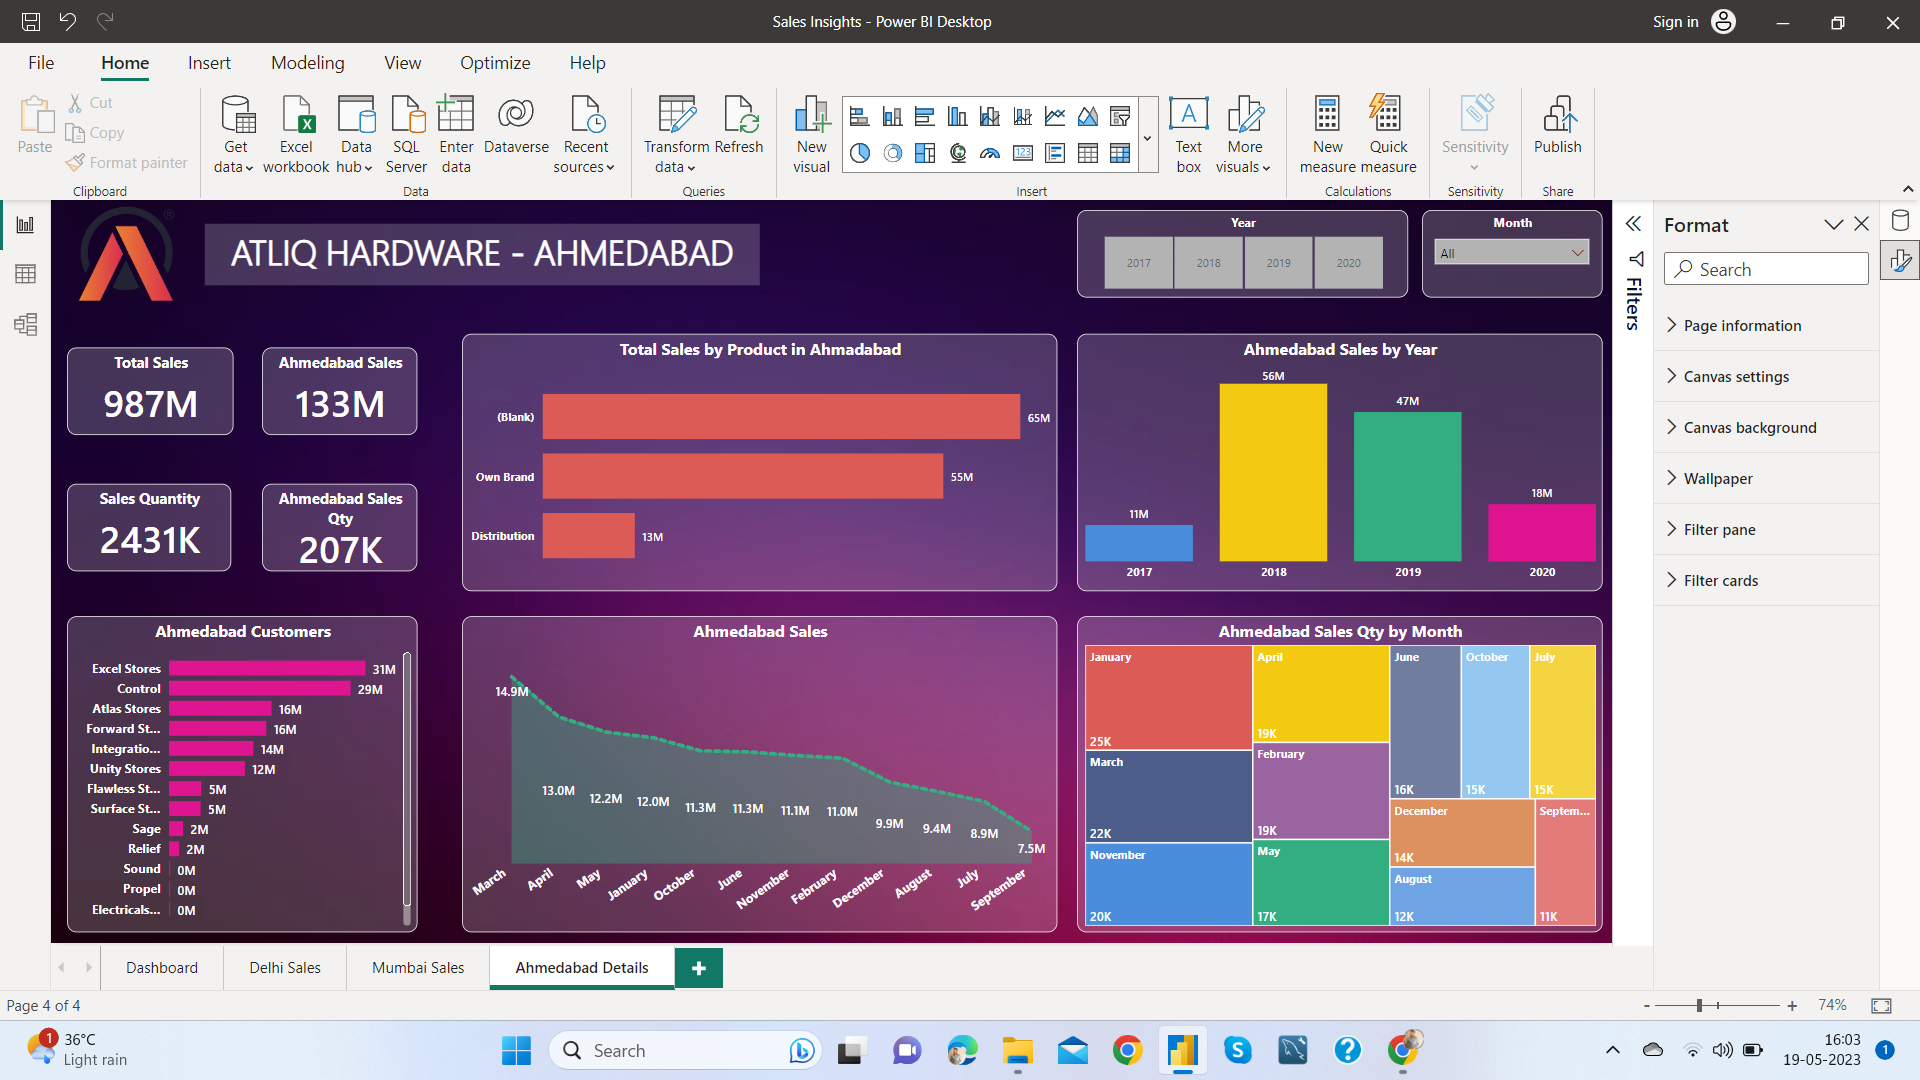 Sales Insights - Power BI Desktop
Sign in
File
Home
Insert
Modeling
View
Optimize
Help
Paste
Cut
Copy
Format painter
Clipboard
Get data
Excel workbook
Data hub
SQL Server
Enter data
Dataverse
Recent sources
Data
Transform data
Refresh
Queries
New visual
123
A
Text box
More visuals
Insert
New measure
Quick measure
Calculations
Sensitivity
Sensitivity
Publish
Share
®
ATLIQ HARDWARE - AHMEDABAD
Year
2017
2018
2019
2020
Month
All
Total Sales
987M
Ahmedabad Sales
133M
Sales Quantity
2431K
Ahmedabad Sales
Qty
207K
Total Sales by Product in Ahmadabad
(Blank)
65M
Own Brand
55M
Distribution
13M
Ahmedabad Sales by Year
11M
56M
47M
18M
2017
2018
2019
2020
Ahmedabad Customers
Excel Stores 31M
Control 29M
Atlas Stores 16M
Forward St... 16M
Integratio... 14M
Unity Stores 12M
Flawless St... 5M
Surface St... 5M
Sage 2M
Relief 2M
Sound 0M
Propel 0M
Electricals... 0M
Ahmedabad Sales
14.9M
13.0M
12.2M
12.0M
11.3M
11.3M
11.1M
11.0M
9.9M
9.4M
8.9M
7.5M
March
April
May
January
October
June
November
February
December
August
July
September
Ahmedabad Sales Qty by Month
January
25K
March
22K
November
20K
April
19K
February
19K
May
17K
June
16K
October
15K
July
15K
December
14K
August
12K
Septem...
11K
Filters
Format
Search
Page information
Canvas settings
Canvas background
Wallpaper
Filter pane
Filter cards
Dashboard
Delhi Sales
Mumbai Sales
Ahmedabad Details
+
Page 4 of 4
- + 74%
1
36°C
Light rain
Search
16:03
19-05-2023
1